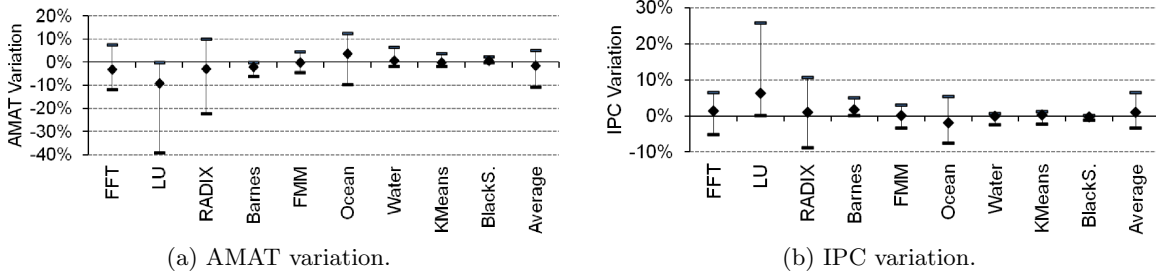 AMAT Variation
20%
10%
0%
-10%
-20%
-30%
-40%
FFT
LU
RADIX
Barnes
FMM
Ocean
Water
KMeans
BlackS.
Average
(a) AMAT variation.
IPC Variation
30%
20%
10%
0%
-10%
FFT
LU
RADIX
Barnes
FMM
Ocean
Water
KMeans
BlackS.
Average
(b) IPC variation.